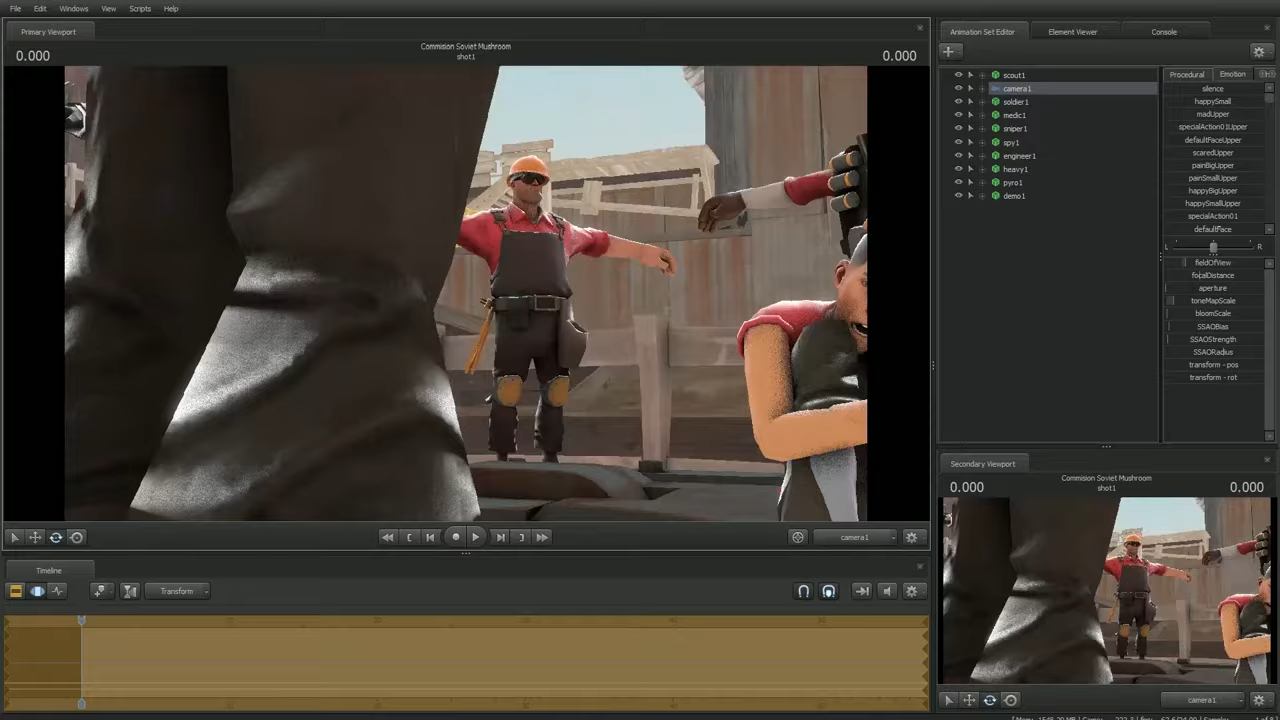 File Edit Windows View Scripts Help
Primary Viewport
0.000
Commision Soviet Mushroom
shot1
0.000
camera1
Timeline
Transform
Animation Set Editor Element Viewer Console
scout1
camera1
soldier1
medic1
sniper1
spy1
engineer1
heavy1
pyro1
demo1
Procedural Emotion
silence
happySmall
madUpper
specialAction01Upper
defaultFaceUpper
scaredUpper
painBigUpper
painSmallUpper
happyBigUpper
happySmallUpper
specialAction01
defaultFace
L R
fieldOfView
focalDistance
aperture
toneMapScale
bloomScale
SSAOBias
SSAOStrength
SSAORadius
transform - pos
transform - rot
Secondary Viewport
0.000
Commision Soviet Mushroom
shot1
0.000
camera1